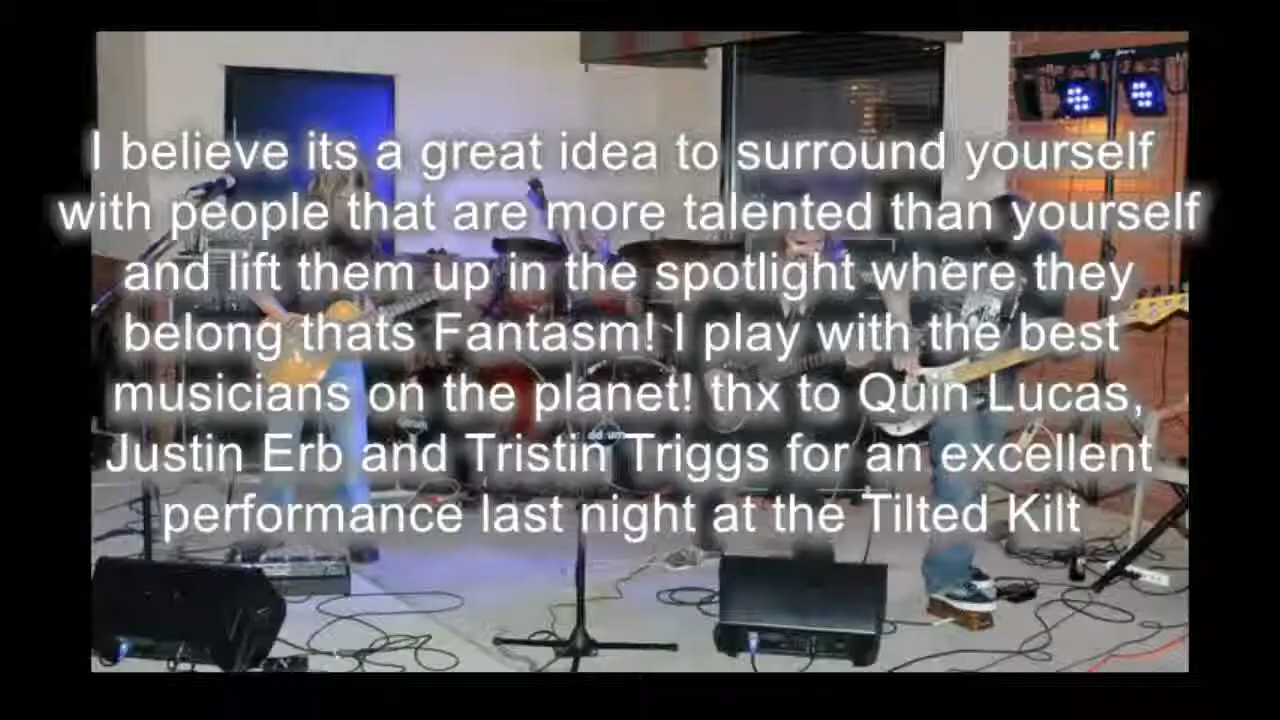 I believe its a great idea to surround yourself
with people that are more talented than yourself
and lift them up in the spotlight where they
belong thats Fantasm! I play with the best
musicians on the planet! thx to Quin Lucas,
Justin Erb and Tristin Triggs for an excellent
performance last night at the Tilted Kilt